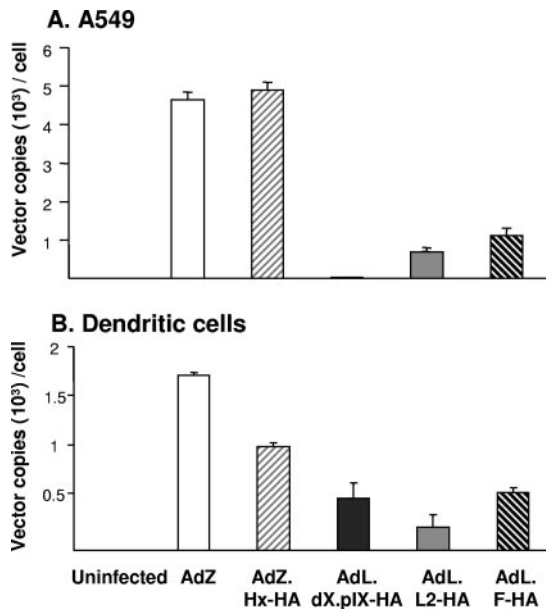 A. A549
Vector copies (10³) / cell
6
5
4
3
2
1
B. Dendritic cells
Vector copies (10³) /cell
2
1.5
1
0.5
Uninfected
AdZ
AdZ.
Hx-HA
AdL.
dX.pIX-HA
AdL.
L2-HA
AdL.
F-HA